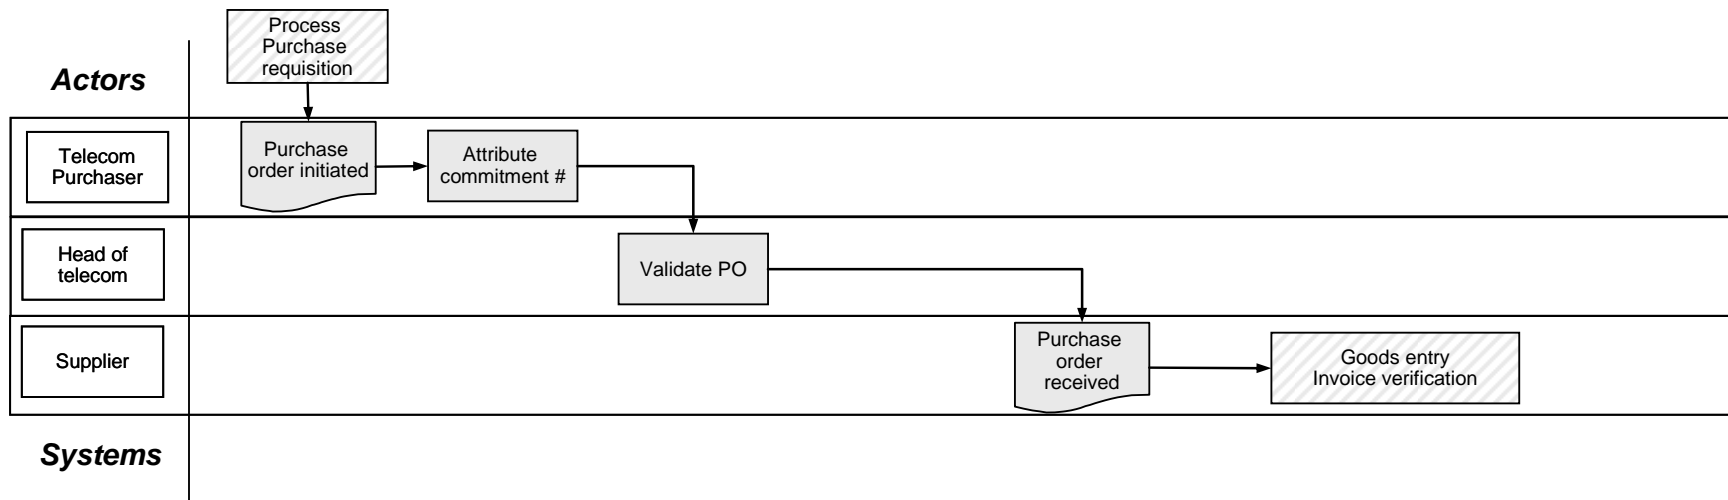 Process
Purchase
requisition
Actors
Telecom
Purchaser
Purchase
order initiated
Attribute
commitment #
Head of
telecom
Validate PO
Supplier
Purchase
order
received
Goods entry
Invoice verification
Systems